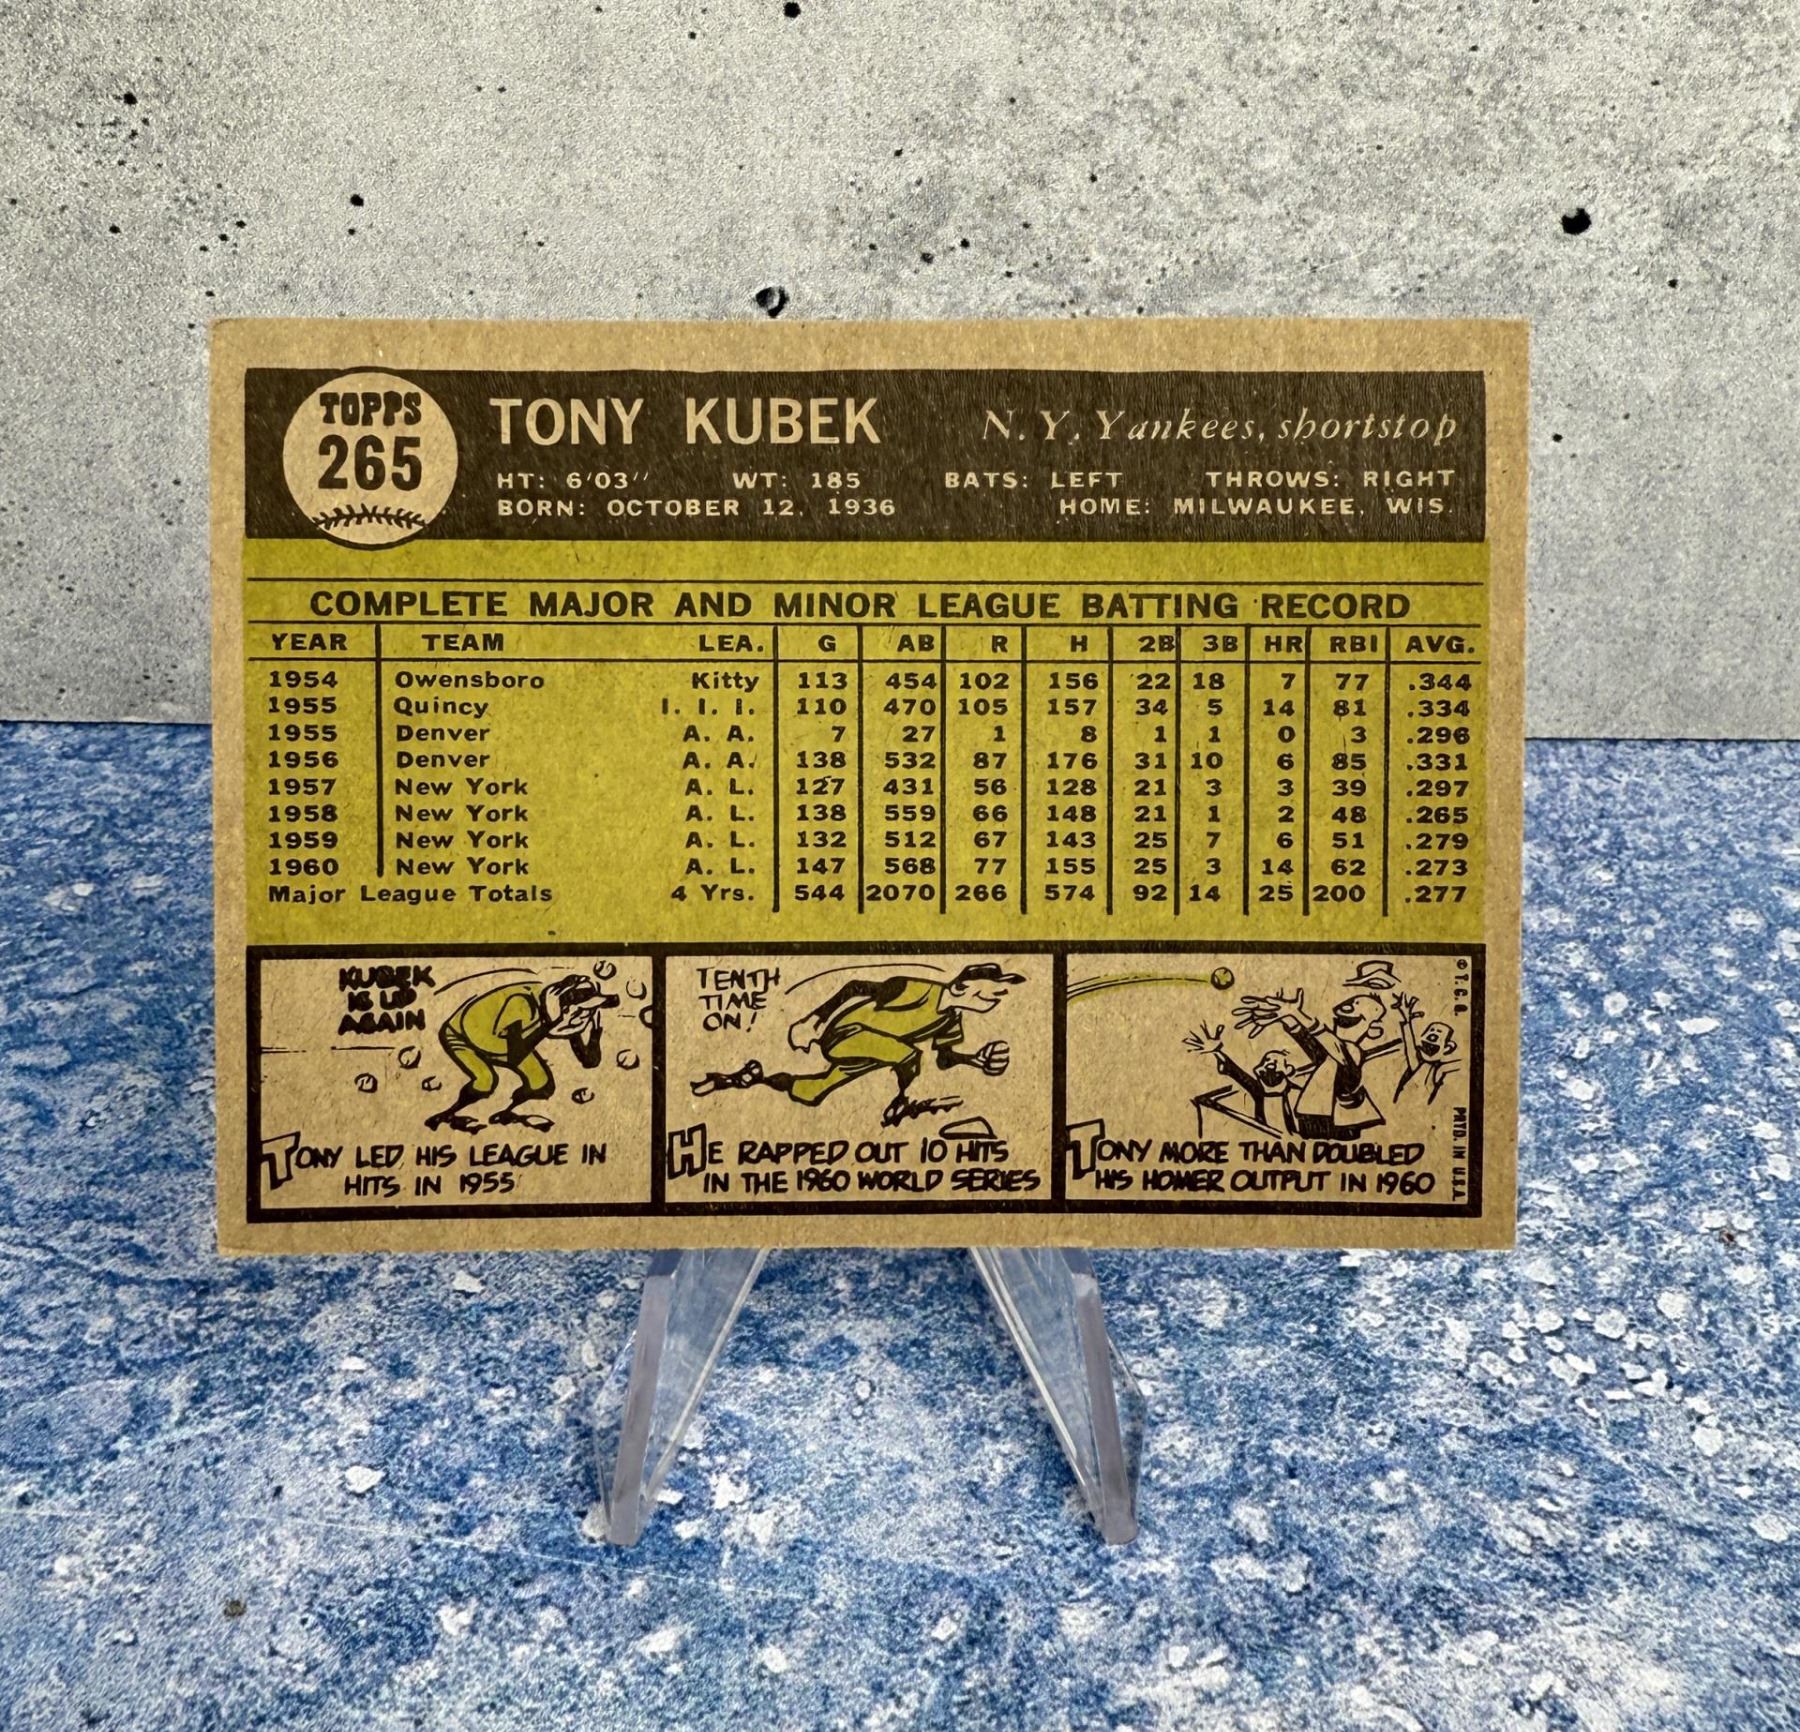 TOPPS
265
TONY KUBEK N. Y. Yankees, shortstop
HT: 6'03'' WT: 185 BATS: LEFT THROWS: RIGHT
BORN: OCTOBER 12, 1936 HOME: MILWAUKEE, WIS.
COMPLETE MAJOR AND MINOR LEAGUE BATTING RECORD
YEAR TEAM LEA. G AB R H 2B 3B HR RBI AVG.
1954 Owensboro Kitty 113 454 102 156 22 18 7 77 .344
1955 Quincy I. I. I. 110 470 105 157 34 5 14 81 .334
1955 Denver A. A. 7 27 1 8 1 1 0 3 .296
1956 Denver A. A. 138 532 87 176 31 10 6 85 .331
1957 New York A. L. 127 431 56 128 21 3 3 39 .297
1958 New York A. L. 138 559 66 148 21 1 2 48 .265
1959 New York A. L. 132 512 67 143 25 7 6 51 .279
1960 New York A. L. 147 568 77 155 25 3 14 62 .273
Major League Totals 4 Yrs. 544 2070 266 574 92 14 25 200 .277
KUBEK
IS UP
AGAIN
TONY LED HIS LEAGUE IN
HITS IN 1955
TENTH
TIME
ON!
HE RAPPED OUT 10 HITS
IN THE 1960 WORLD SERIES
TONY MORE THAN DOUBLED
HIS HOMER OUTPUT IN 1960
© T. C. G.
PRTD. IN U.S.A.